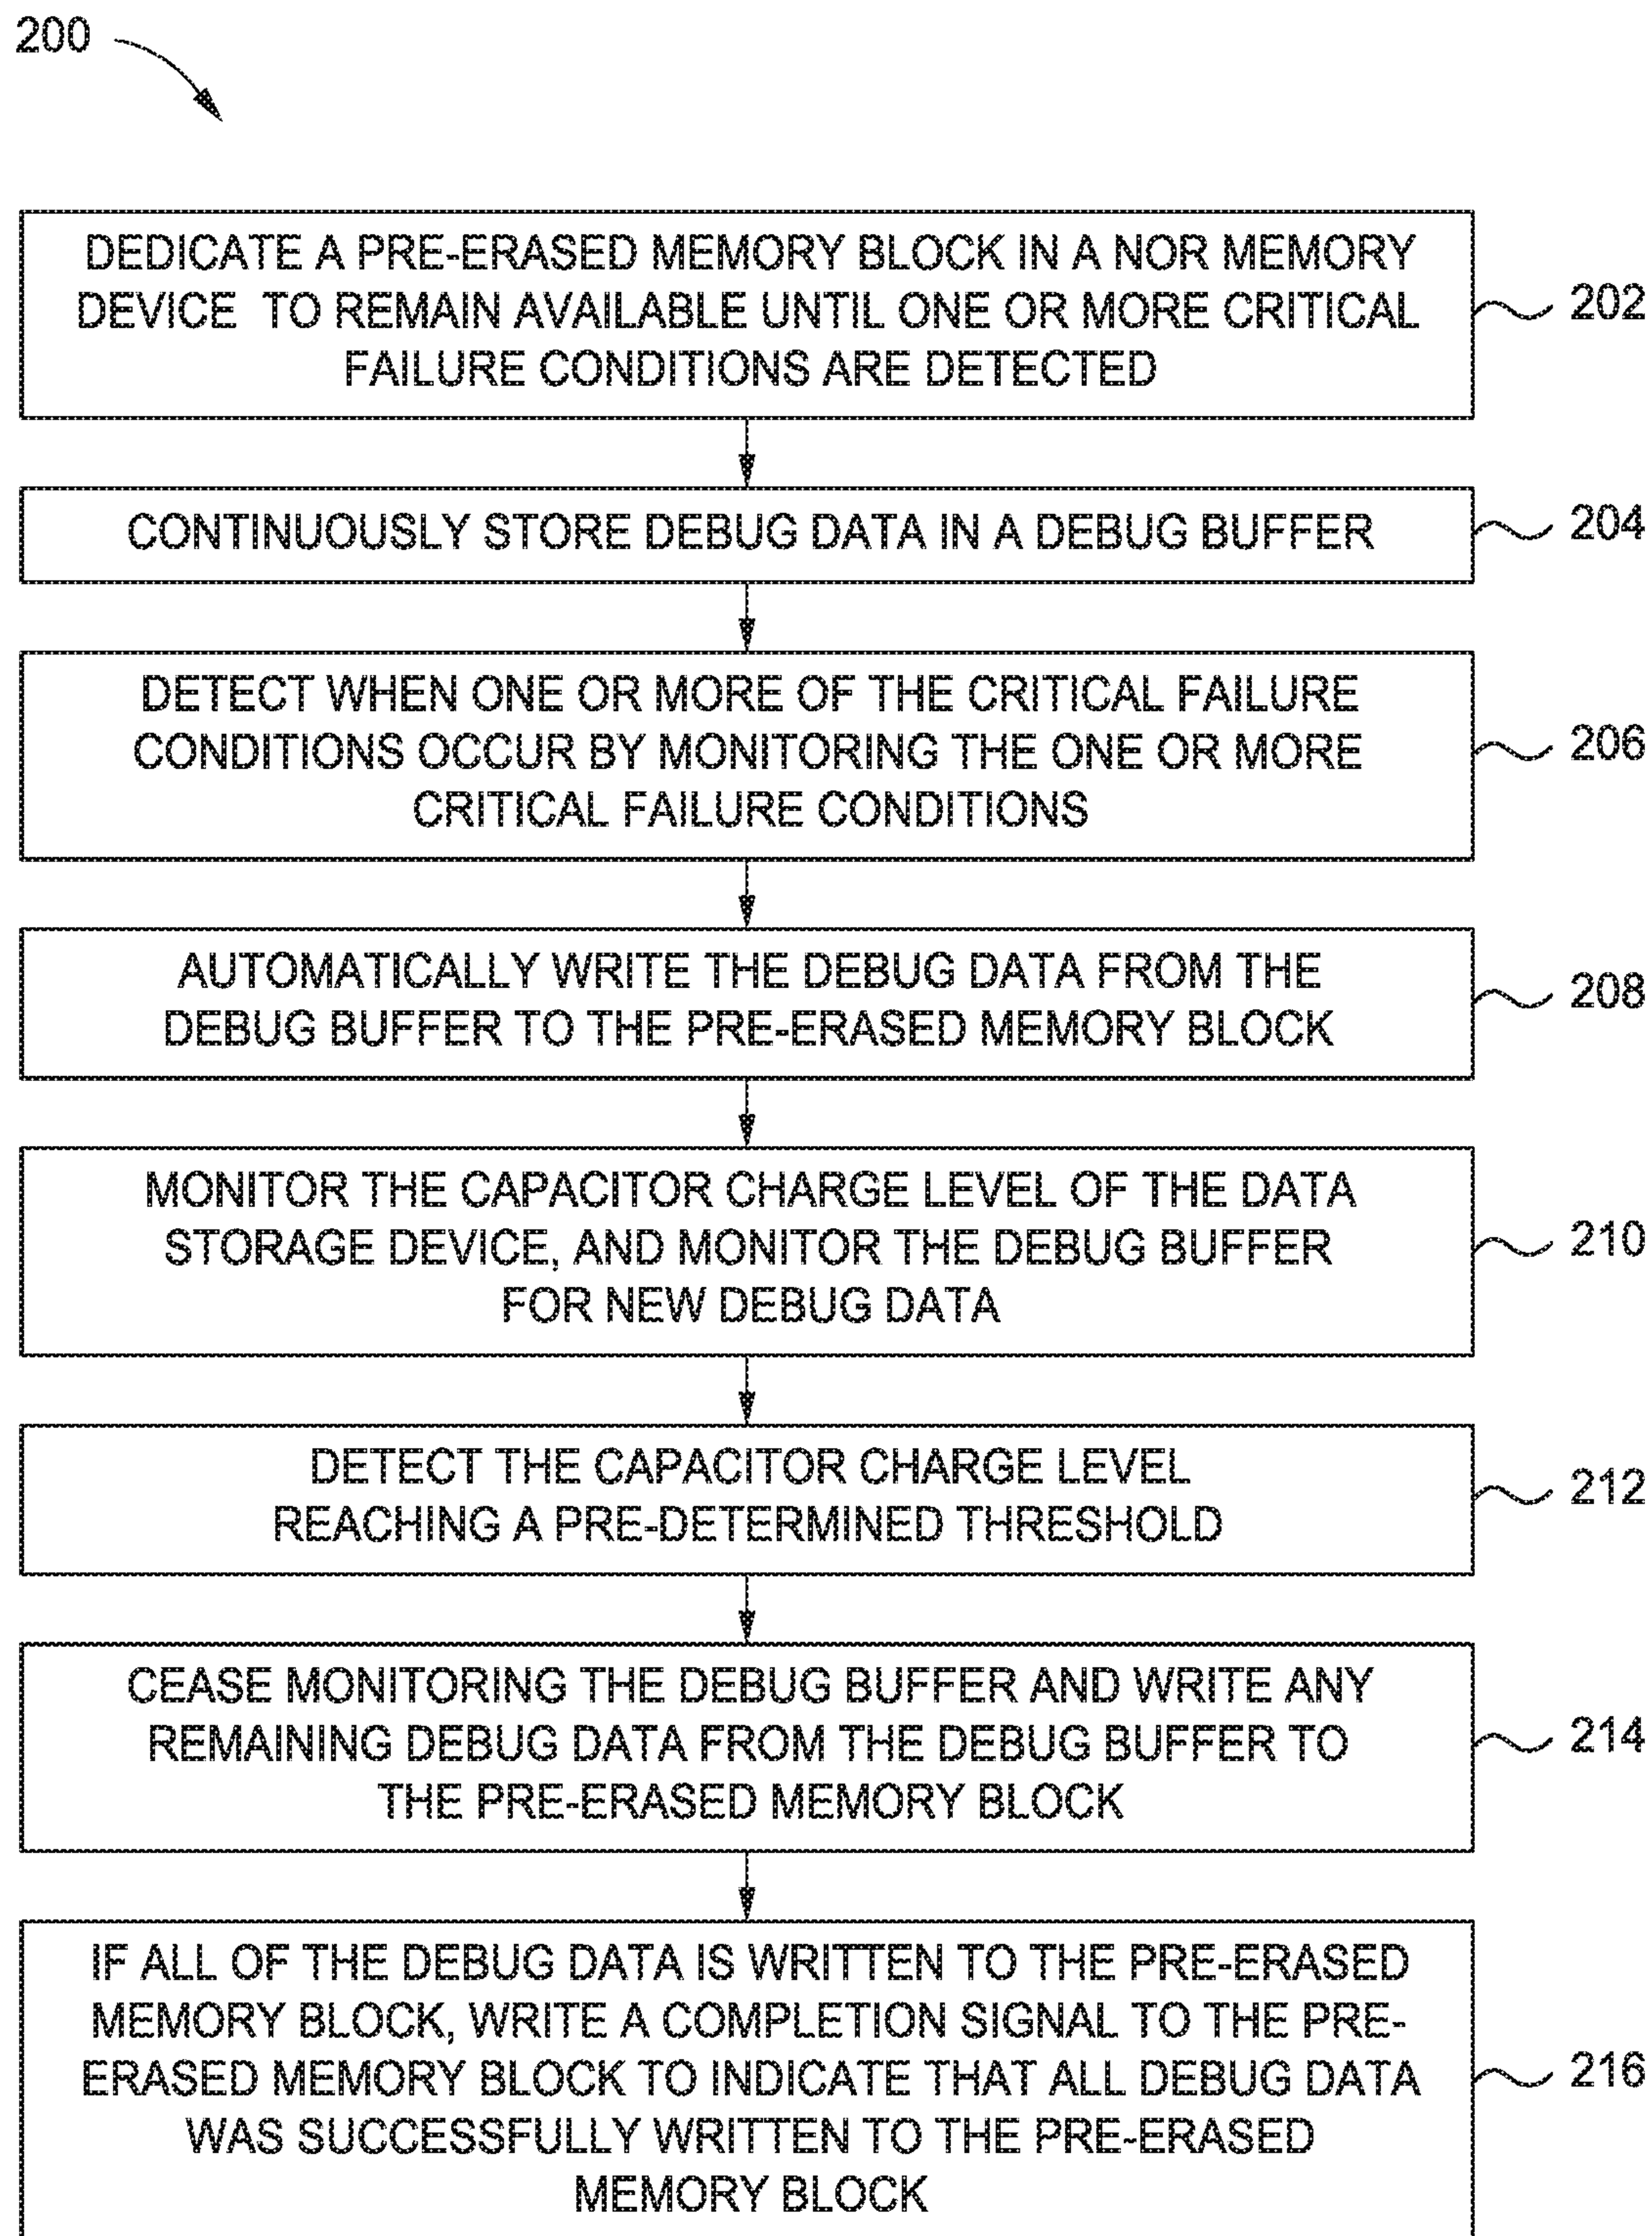 200
DEDICATE A PRE-ERASED MEMORY BLOCK IN A NOR MEMORY
DEVICE TO REMAIN AVAILABLE UNTIL ONE OR MORE CRITICAL
FAILURE CONDITIONS ARE DETECTED
202
CONTINUOUSLY STORE DEBUG DATA IN A DEBUG BUFFER
204
DETECT WHEN ONE OR MORE OF THE CRITICAL FAILURE
CONDITIONS OCCUR BY MONITORING THE ONE OR MORE
CRITICAL FAILURE CONDITIONS
206
AUTOMATICALLY WRITE THE DEBUG DATA FROM THE
DEBUG BUFFER TO THE PRE-ERASED MEMORY BLOCK
208
MONITOR THE CAPACITOR CHARGE LEVEL OF THE DATA
STORAGE DEVICE, AND MONITOR THE DEBUG BUFFER
FOR NEW DEBUG DATA
210
DETECT THE CAPACITOR CHARGE LEVEL
REACHING A PRE-DETERMINED THRESHOLD
212
CEASE MONITORING THE DEBUG BUFFER AND WRITE ANY
REMAINING DEBUG DATA FROM THE DEBUG BUFFER TO
THE PRE-ERASED MEMORY BLOCK
214
IF ALL OF THE DEBUG DATA IS WRITTEN TO THE PRE-ERASED
MEMORY BLOCK, WRITE A COMPLETION SIGNAL TO THE PRE-
ERASED MEMORY BLOCK TO INDICATE THAT ALL DEBUG DATA
WAS SUCCESSFULLY WRITTEN TO THE PRE-ERASED
MEMORY BLOCK
216